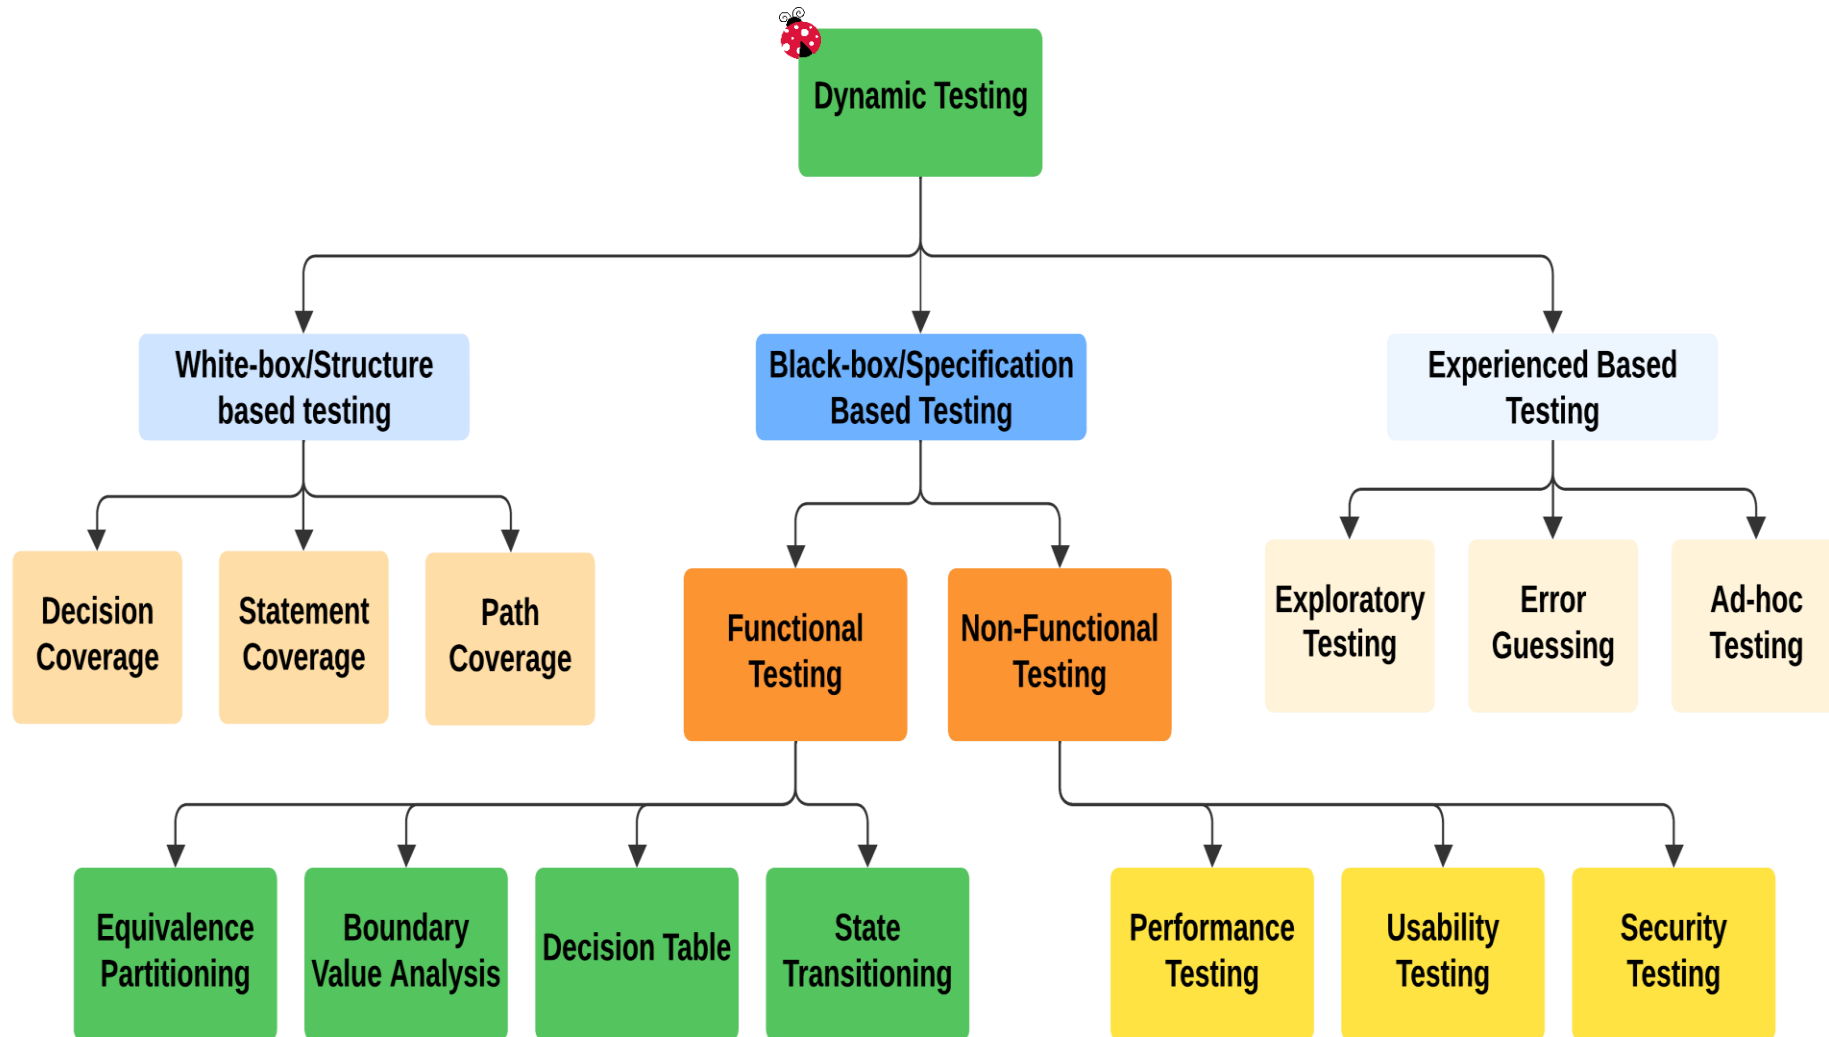 Dynamic Testing
White-box/Structure
based testing
Black-box/Specification
Based Testing
Experienced Based
Testing
Decision
Coverage
Statement
Coverage
Path
Coverage
Functional
Testing
Non-Functional
Testing
Exploratory
Testing
Error
Guessing
Ad-hoc
Testing
Equivalence
Partitioning
Boundary
Value Analysis
Decision Table
State
Transitioning
Performance
Testing
Usability
Testing
Security
Testing